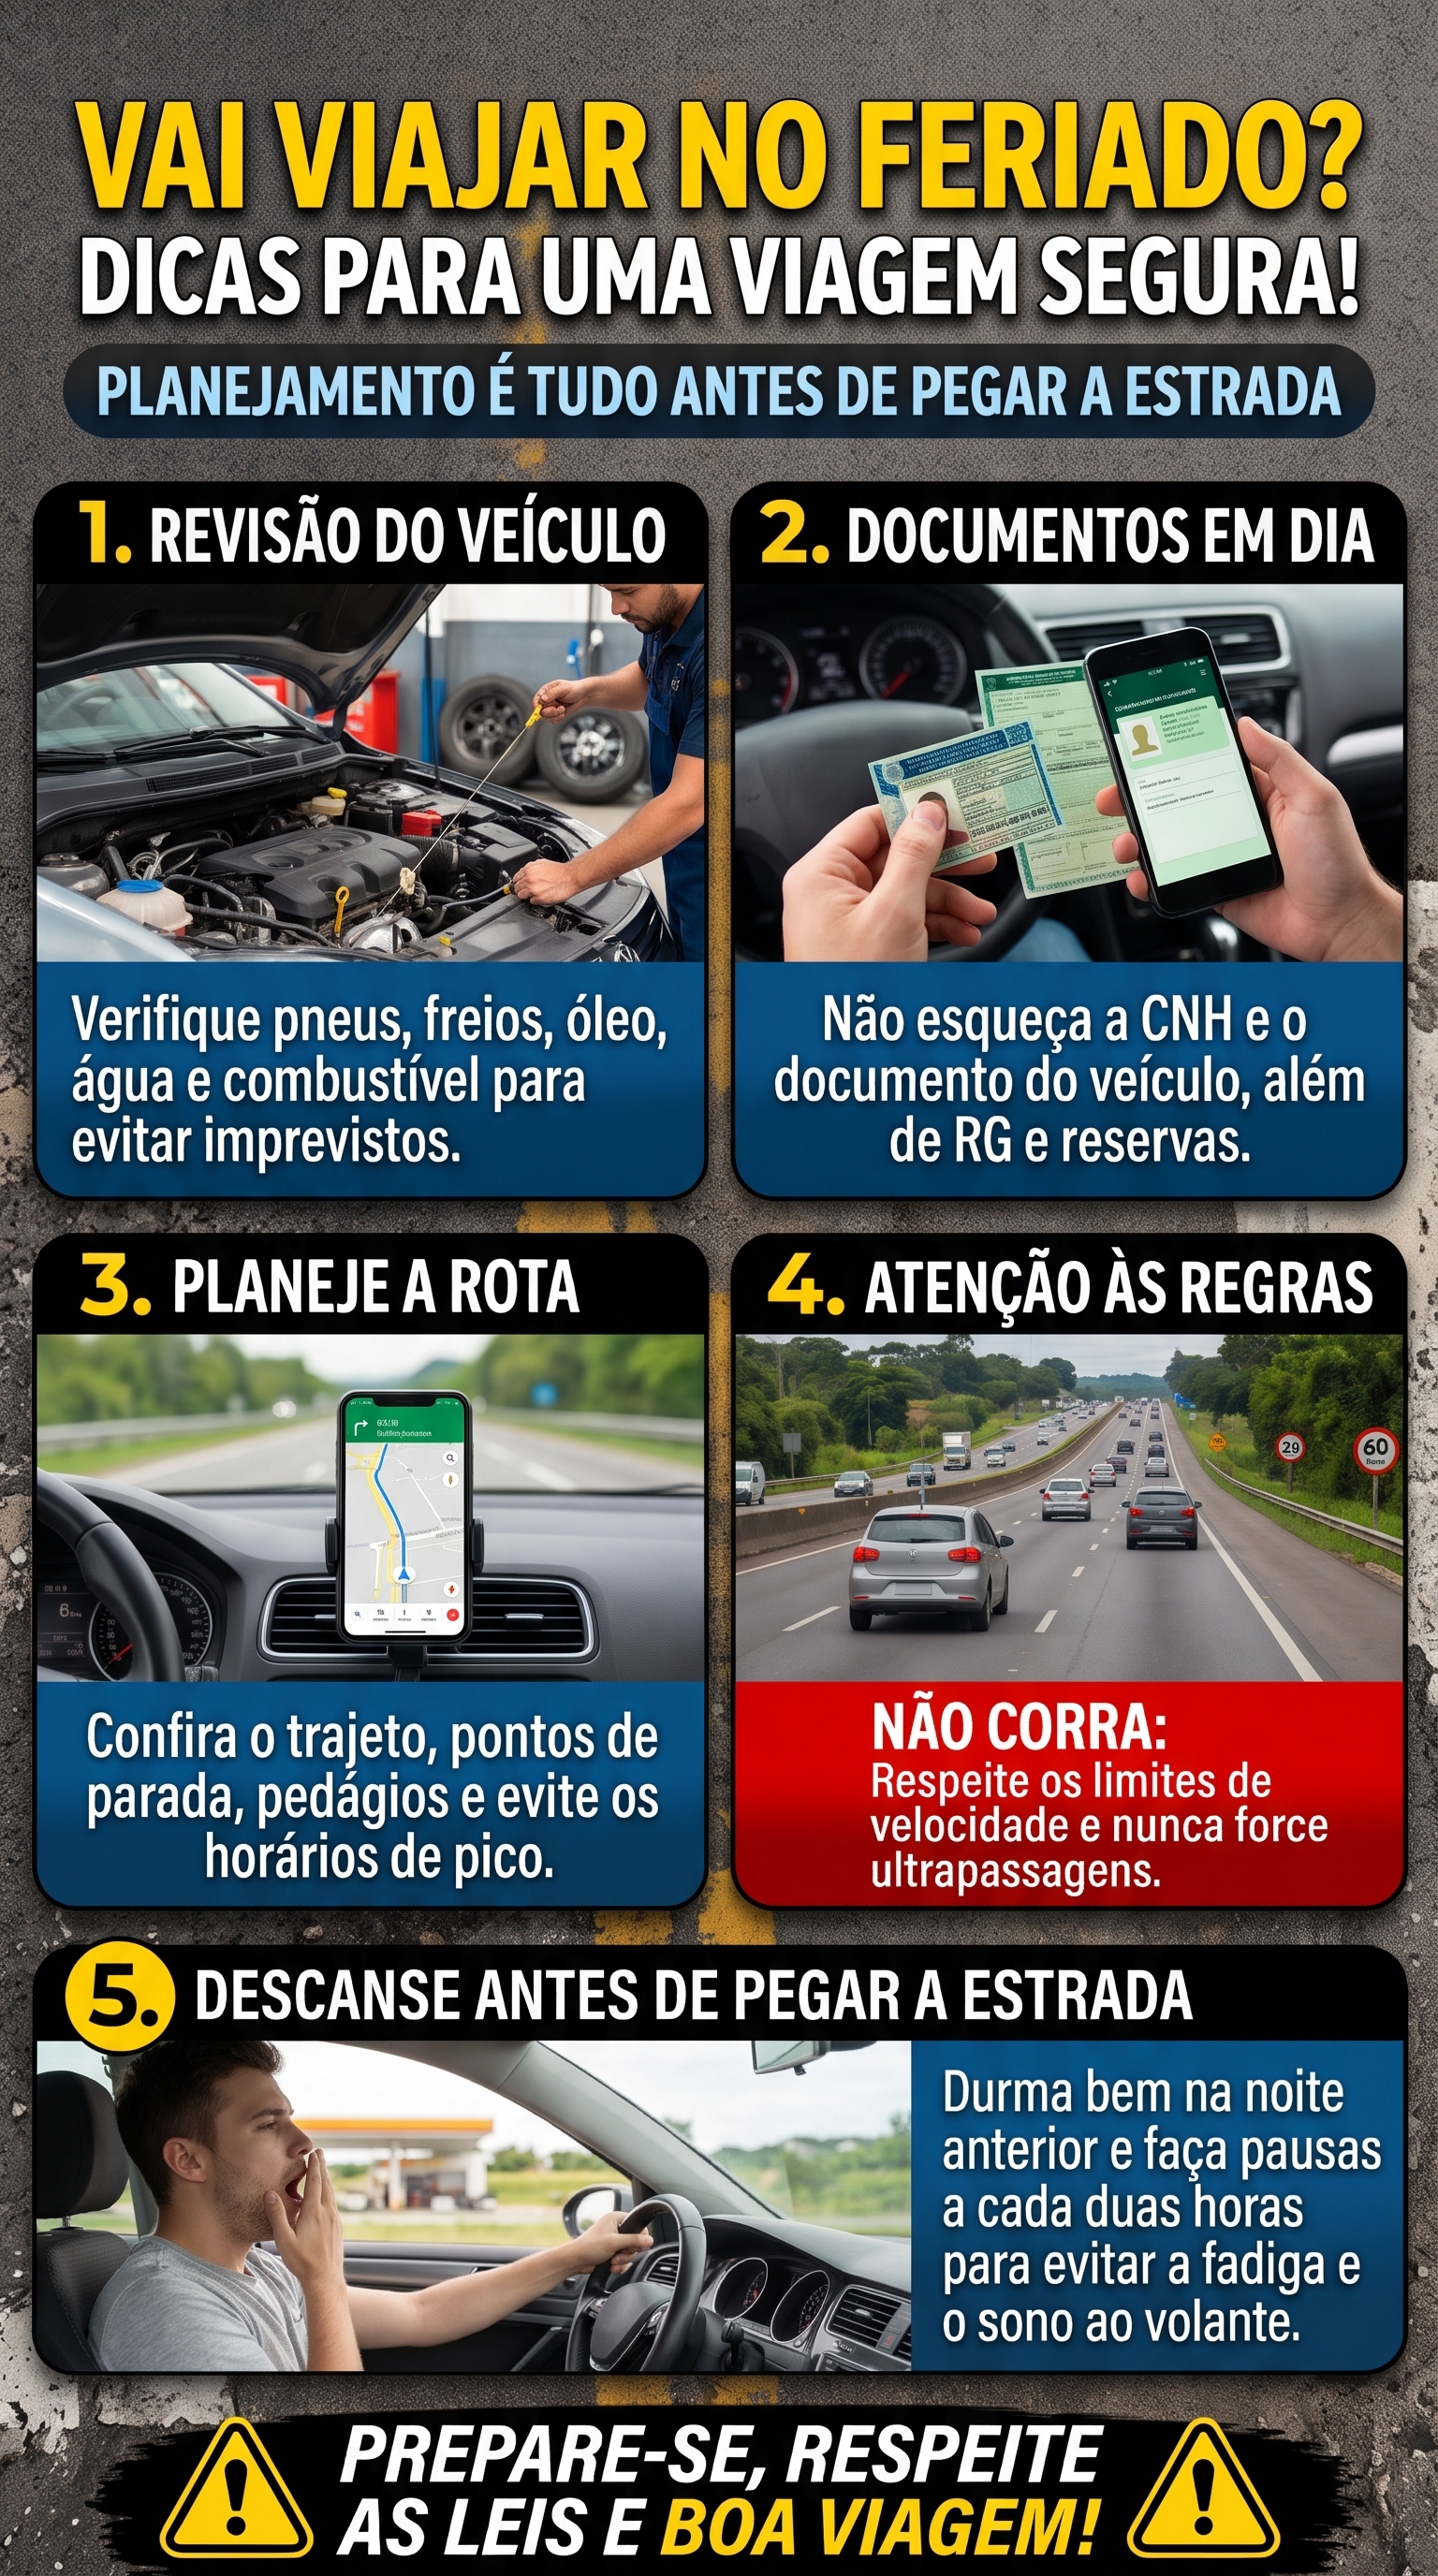 VAI VIAJAR NO FERIADO?
DICAS PARA UMA VIAGEM SEGURA!
PLANEJAMENTO É TUDO ANTES DE PEGAR A ESTRADA
1. REVISÃO DO VEÍCULO
Verifique pneus, freios, óleo,
água e combustível para
evitar imprevistos.
2. DOCUMENTOS EM DIA
Não esqueça a CNH e o
documento do veículo, além
de RG e reservas.
3. PLANEJE A ROTA
Confira o trajeto, pontos de
parada, pedágios e evite os
horários de pico.
4. ATENÇÃO ÀS REGRAS
29
60
NÃO CORRA:
Respeite os limites de
velocidade e nunca force
ultrapassagens.
5. DESCANSE ANTES DE PEGAR A ESTRADA
Durma bem na noite
anterior e faça pausas
a cada duas horas
para evitar a fadiga e
o sono ao volante.
PREPARE-SE, RESPEITE
AS LEIS E BOA VIAGEM!